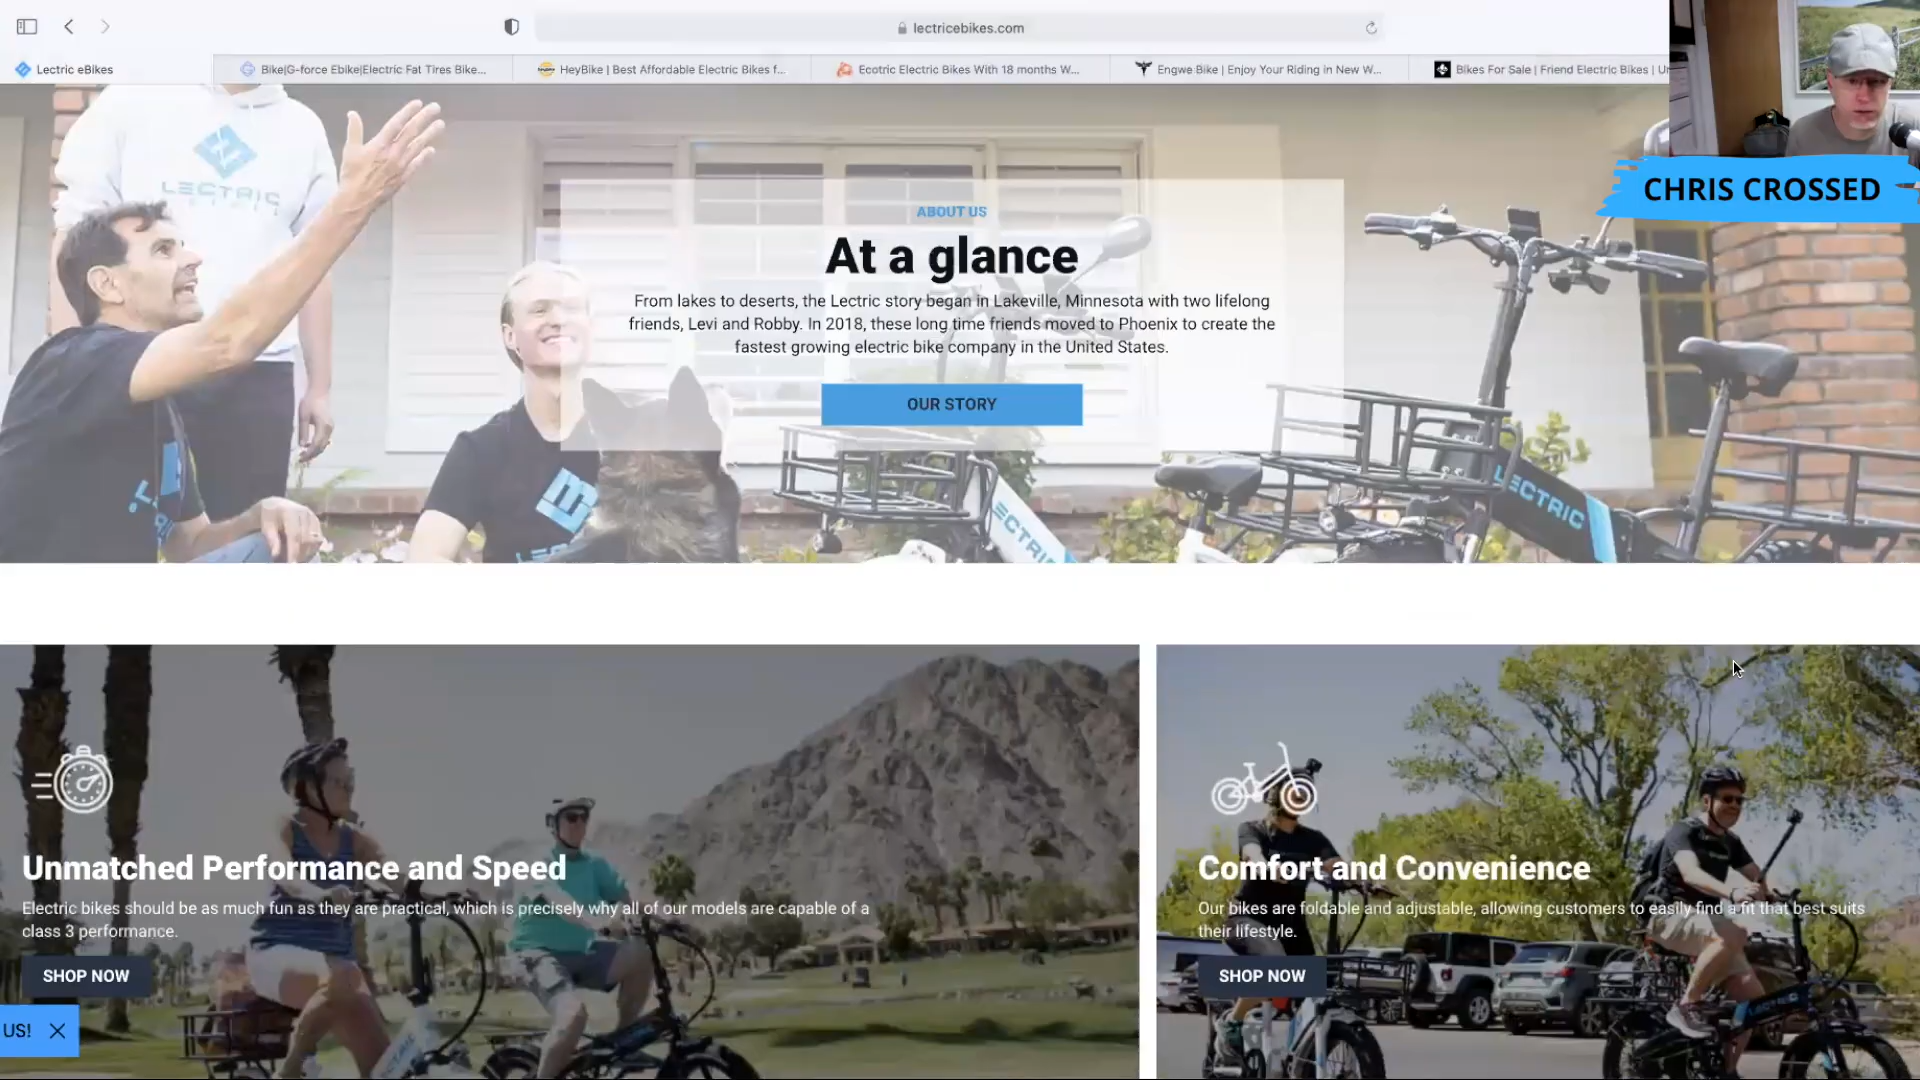 lectricebikes.com
Lectric eBikes
Bike|G-force Ebike|Electric Fat Tires Bike...
HeyBike | Best Affordable Electric Bikes f...
Ecotric Electric Bikes With 18 months W...
Engwe Bike | Enjoy Your Riding in New W...
Bikes For Sale | Friend Electric Bikes | Ur
CHRIS CROSSED
LECTRIC
ABOUT US
At a glance
From lakes to deserts, the Lectric story began in Lakeville, Minnesota with two lifelong
friends, Levi and Robby. In 2018, these long time friends moved to Phoenix to create the
fastest growing electric bike company in the United States.
OUR STORY
ECTRIC
LECTRIC
Unmatched Performance and Speed
Electric bikes should be as much fun as they are practical, which is precisely why all of our models are capable of a
class 3 performance.
SHOP NOW
Comfort and Convenience
Our bikes are foldable and adjustable, allowing customers to easily find a fit that best suits
their lifestyle.
SHOP NOW
LECTRIC
US!